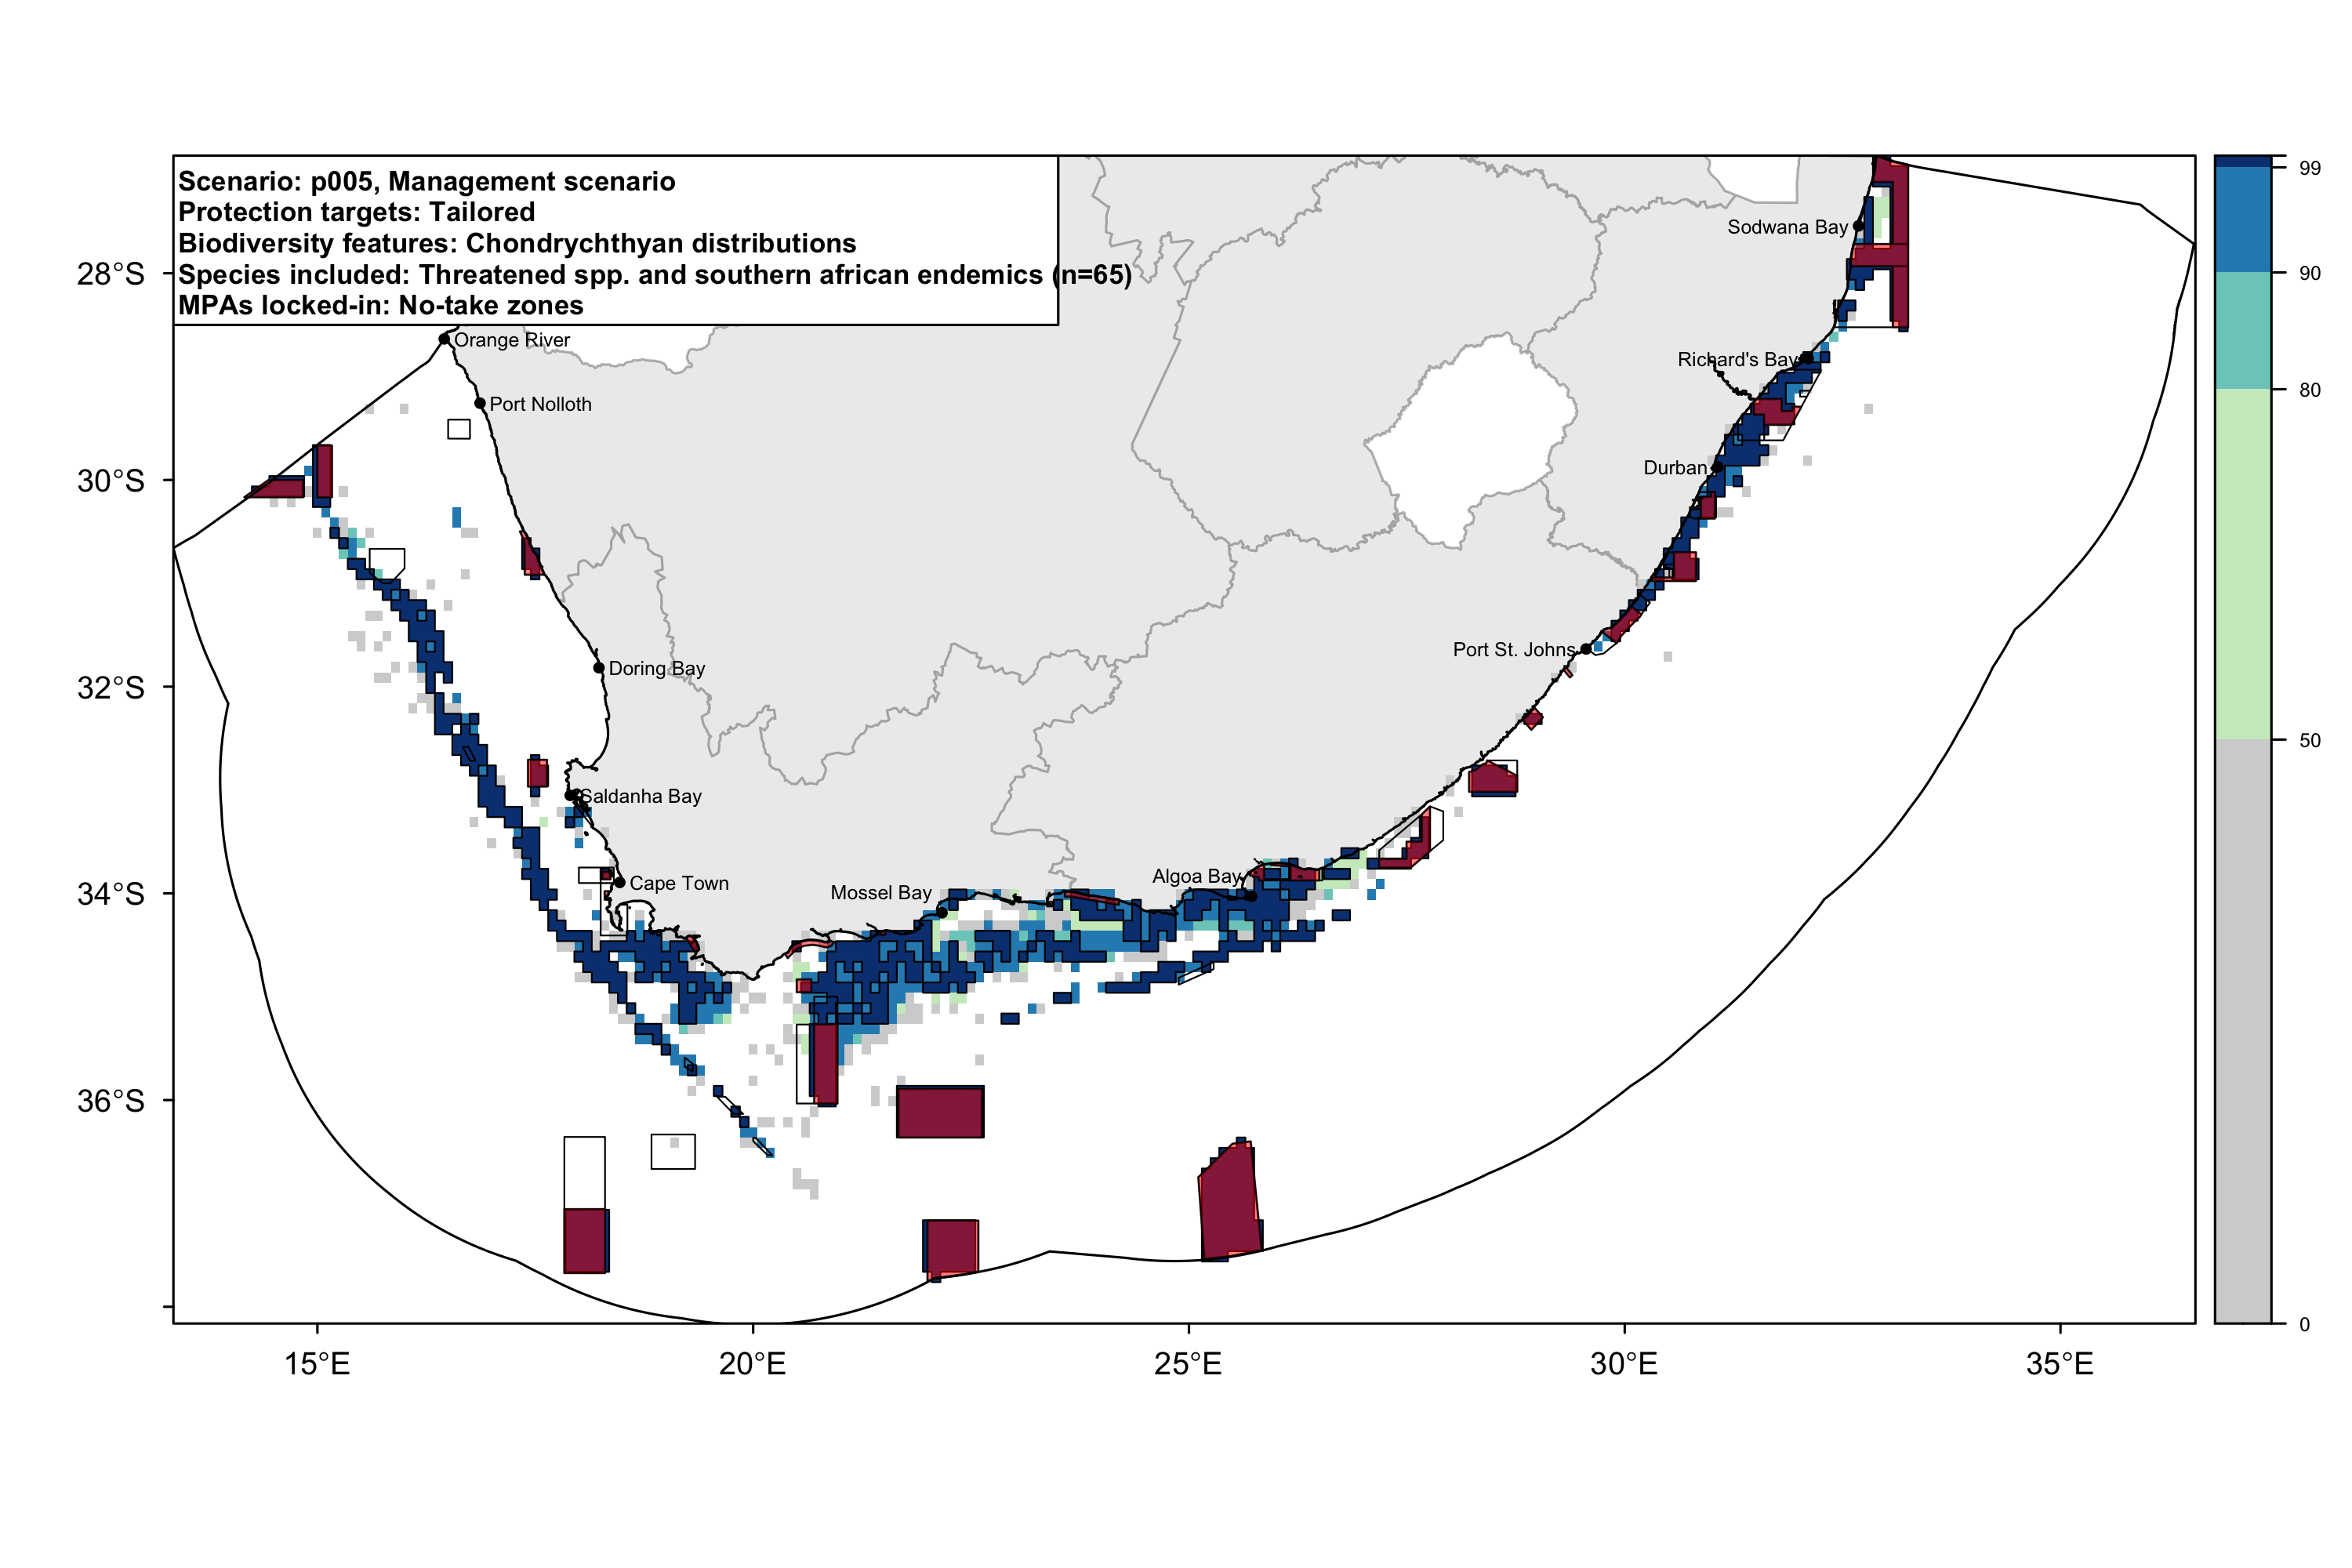 Scenario: p005, Management scenario
Protection targets: Tailored
Biodiversity features: Chondrychthyan distributions
Species included: Threatened spp. and southern african endemics (n=65)
MPAs locked-in: No-take zones
99
90
80
50
0
28°S
30°S
32°S
34°S
36°S
Sodwana Bay
Orange River
Richard's Bay
Port Nolloth
Durban
Port St. Johns
Doring Bay
Saldanha Bay
Algoa Bay
Cape Town
Mossel Bay
15°E
20°E
25°E
30°E
35°E